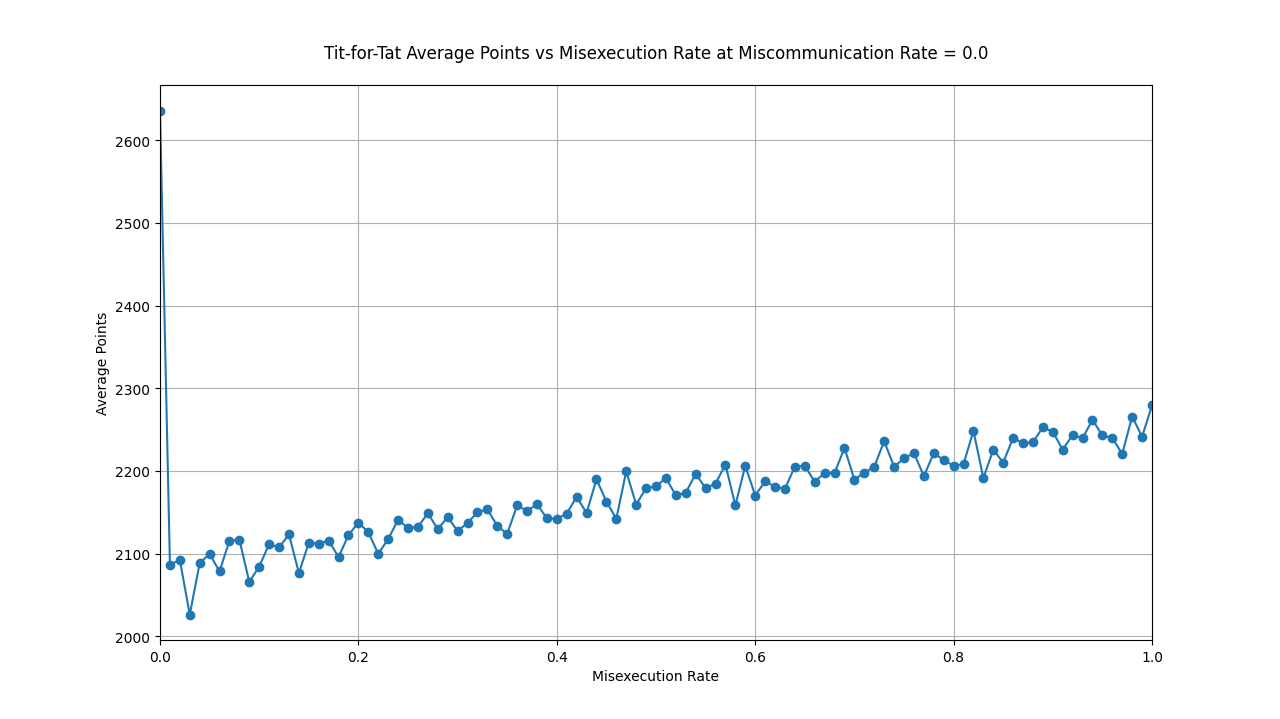 Tit-for-Tat Average Points vs Misexecution Rate at Miscommunication Rate = 0.0
2600
2500
2400
2300
2200
2100
2000
Average Points
0.0 0.2 0.4 0.6 0.8 1.0
Misexecution Rate